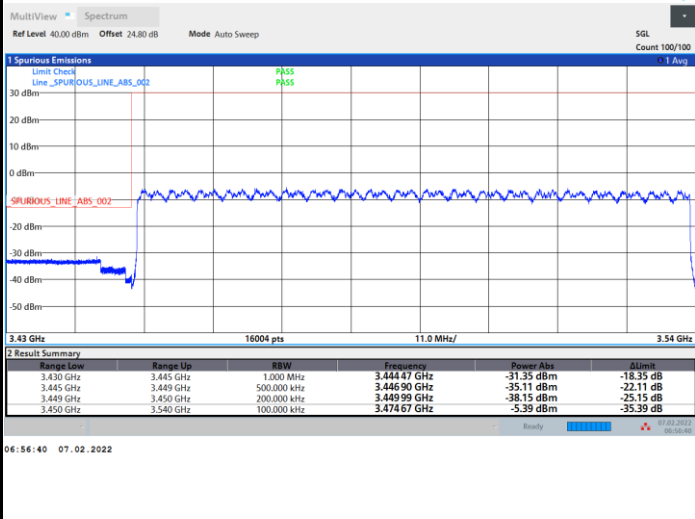 MultiView Spectrum
Ref Level 40.00 dBm Offset 24.80 dB Mode Auto Sweep SGL
Count 100/100
1 Spurious Emissions 1 Avg
Limit Check PASS
Line _SPURIOUS_LINE_ABS_002 PASS
30 dBm
20 dBm
10 dBm
0 dBm
_SPURIOUS_LINE_ABS_002
-20 dBm
-30 dBm
-40 dBm
-50 dBm
3.43 GHz 16004 pts 11.0 MHz/ 3.54 GHz
2 Result Summary
Range Low Range Up RBW Frequency Power Abs ΔLimit
3.430 GHz 3.445 GHz 1.000 MHz 3.444 47 GHz -31.35 dBm -18.35 dB
3.445 GHz 3.449 GHz 500.000 kHz 3.446 90 GHz -35.11 dBm -22.11 dB
3.449 GHz 3.450 GHz 200.000 kHz 3.449 99 GHz -38.15 dBm -25.15 dB
3.450 GHz 3.540 GHz 100.000 kHz 3.474 67 GHz -5.39 dBm -35.39 dB
Ready 07.02.2022
06:56:40
06:56:40 07.02.2022